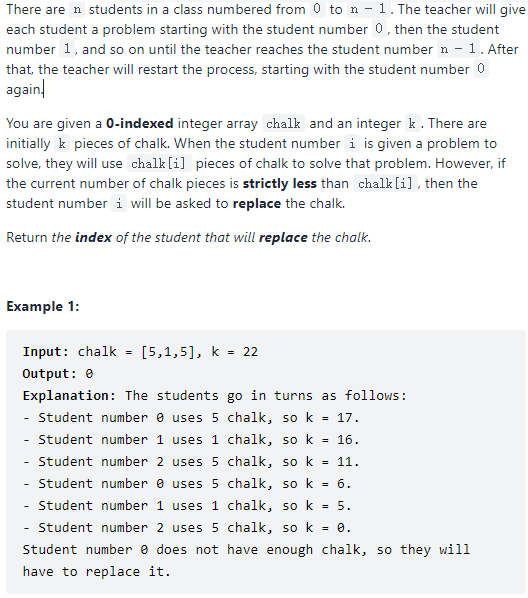 There are n students in a class numbered from 0 to n - 1. The teacher will give
each student a problem starting with the student number 0, then the student
number 1, and so on until the teacher reaches the student number n - 1. After
that, the teacher will restart the process, starting with the student number 0
again.
You are given a 0-indexed integer array chalk and an integer k. There are
initially k pieces of chalk. When the student number i is given a problem to
solve, they will use chalk[i] pieces of chalk to solve that problem. However, if
the current number of chalk pieces is strictly less than chalk[i], then the
student number i will be asked to replace the chalk.
Return the index of the student that will replace the chalk.
Example 1:
Input: chalk = [5,1,5], k = 22
Output: 0
Explanation: The students go in turns as follows:
- Student number 0 uses 5 chalk, so k = 17.
- Student number 1 uses 1 chalk, so k = 16.
- Student number 2 uses 5 chalk, so k = 11.
- Student number 0 uses 5 chalk, so k = 6.
- Student number 1 uses 1 chalk, so k = 5.
- Student number 2 uses 5 chalk, so k = 0.
Student number 0 does not have enough chalk, so they will
have to replace it.